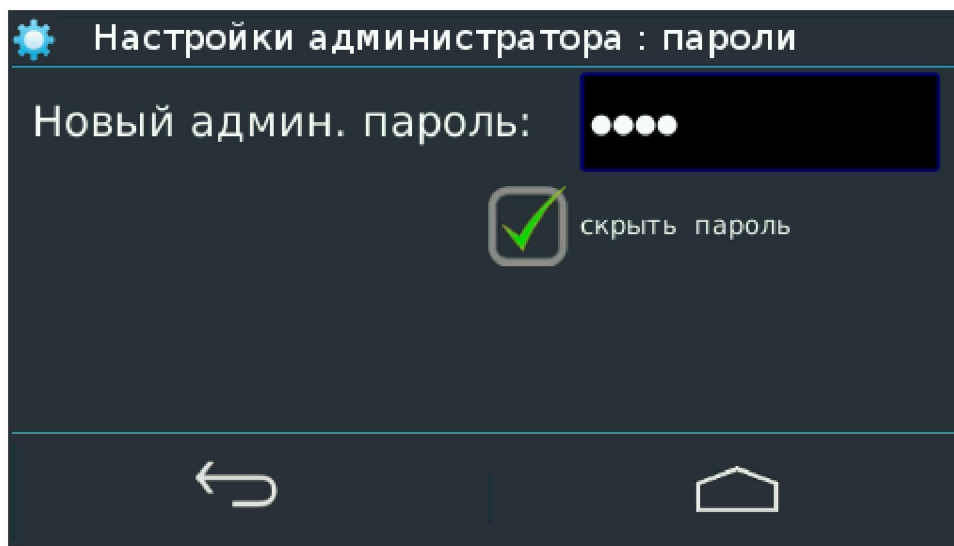 Настройки администратора : пароли
Новый админ. пароль: ●●●●
скрыть пароль